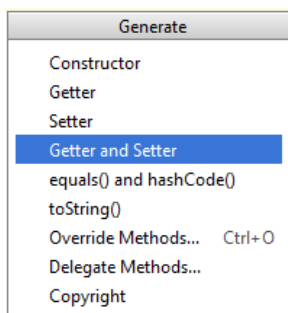 Generate
Constructor
Getter
Setter
Getter and Setter
equals() and hashCode()
toString()
Override Methods... Ctrl+O
Delegate Methods...
Copyright